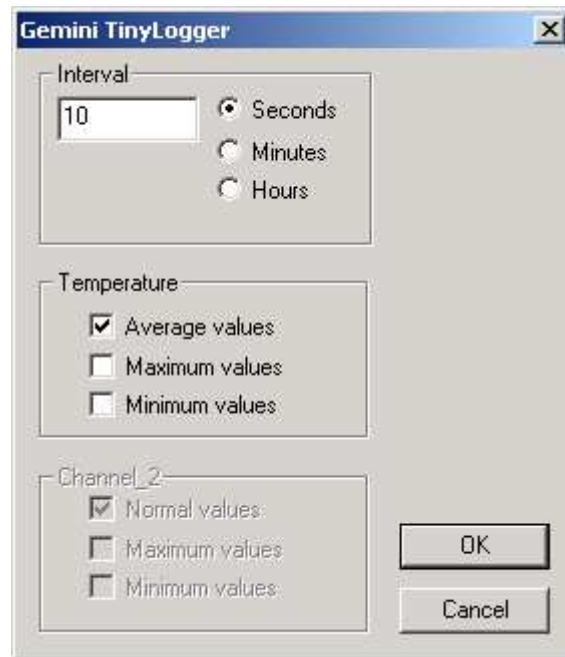 Gemini TinyLogger
Interval
10
Seconds
Minutes
Hours
Temperature
Average values
Maximum values
Minimum values
Channel_2
Normal values
Maximum values
Minimum values
OK
Cancel